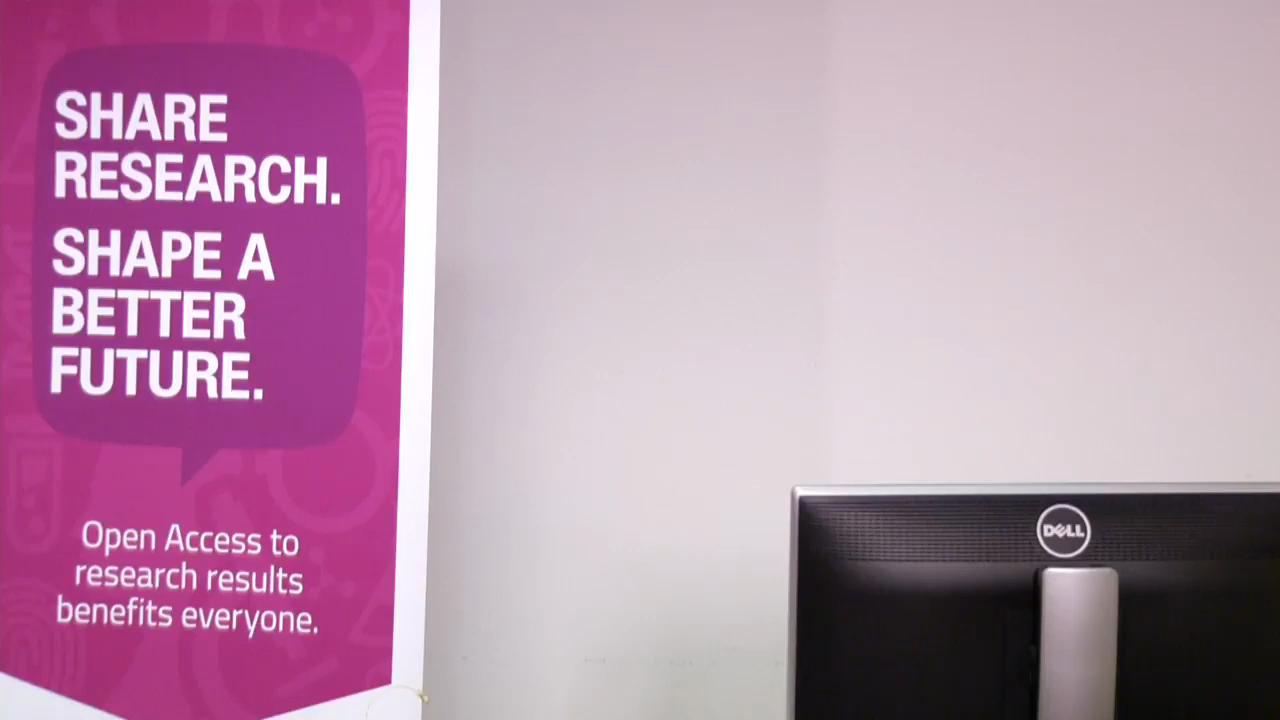 SHARE
RESEARCH.
SHAPE A
BETTER
FUTURE.
Open Access to
research results
benefits everyone.
DELL